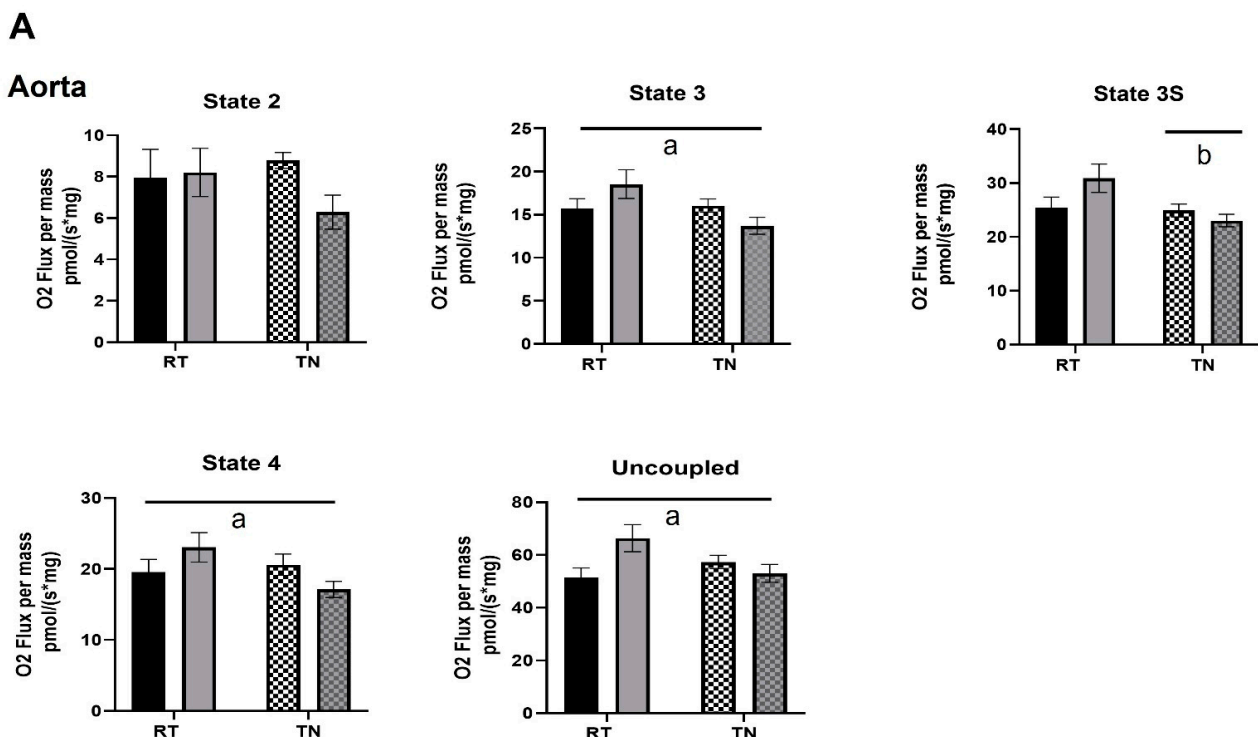 A
Aorta
State 2
O2 Flux per mass
pmol/(s*mg)
10
8
6
4
2
0
RT
TN
State 3
O2 Flux per mass
pmol/(s*mg)
25
20
15
10
5
0
a
RT
TN
State 3S
O2 Flux per mass
pmol/(s*mg)
40
30
20
10
0
b
RT
TN
State 4
O2 Flux per mass
pmol/(s*mg)
30
20
10
0
a
RT
TN
Uncoupled
O2 Flux per mass
pmol/(s*mg)
80
60
40
20
0
a
RT
TN